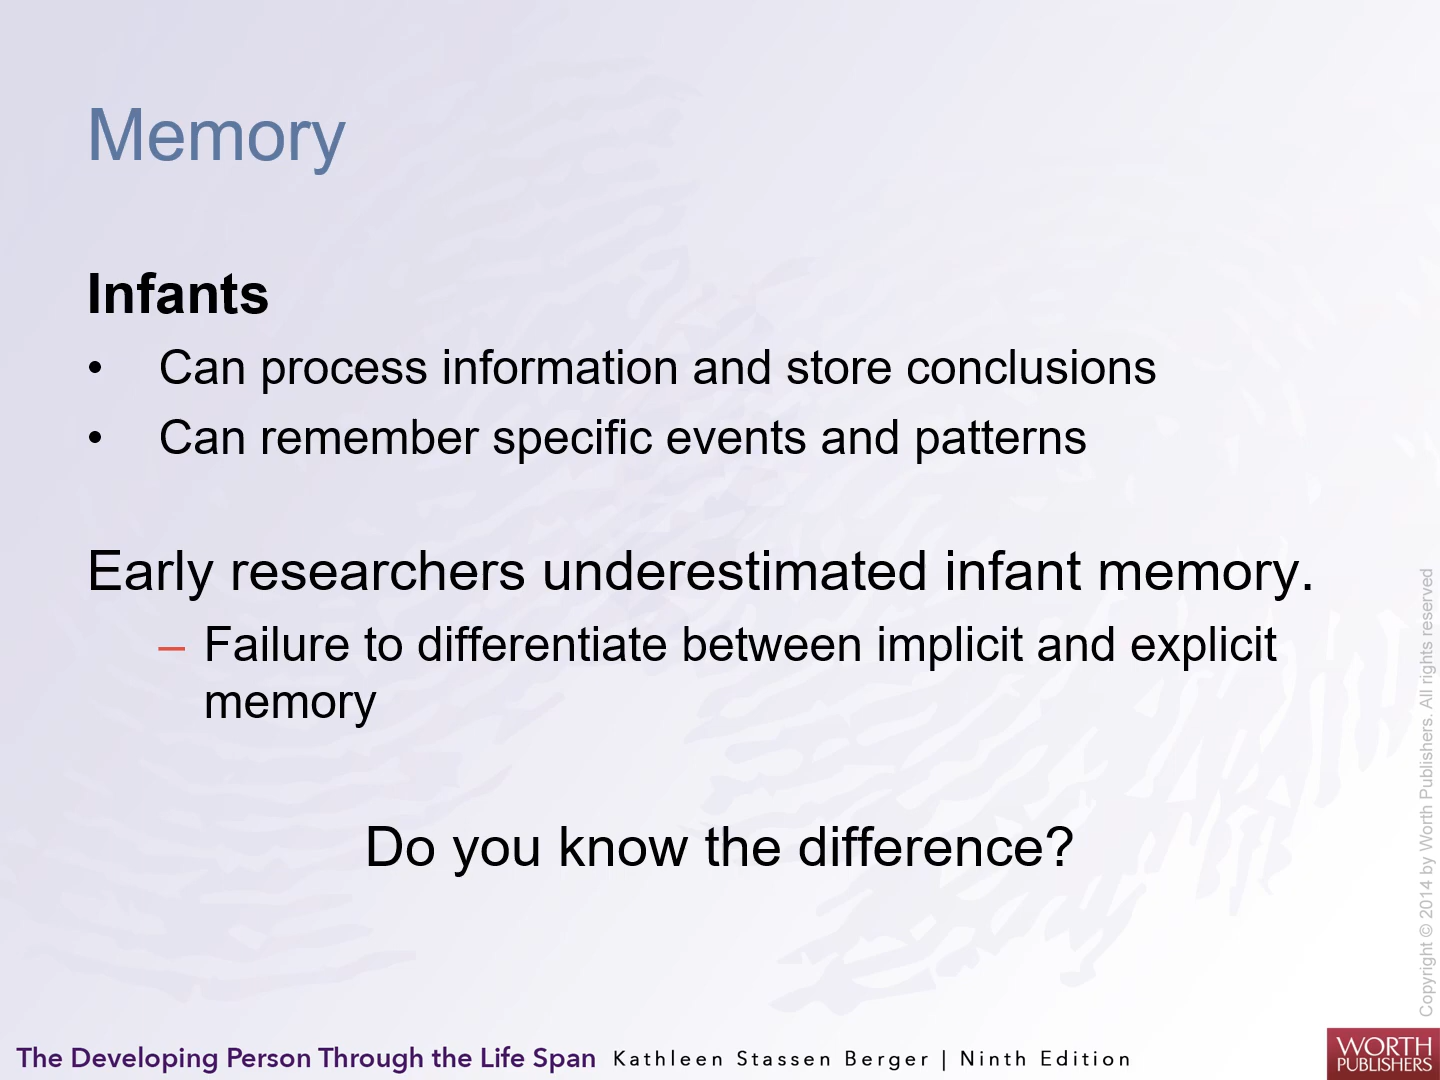 Memory
Infants
• Can process information and store conclusions
• Can remember specific events and patterns
Early researchers underestimated infant memory.
– Failure to differentiate between implicit and explicit
memory
Do you know the difference?
Copyright © 2014 by Worth Publishers. All rights reserved
The Developing Person Through the Life Span Kathleen Stassen Berger | Ninth Edition
WORTH
PUBLISHERS